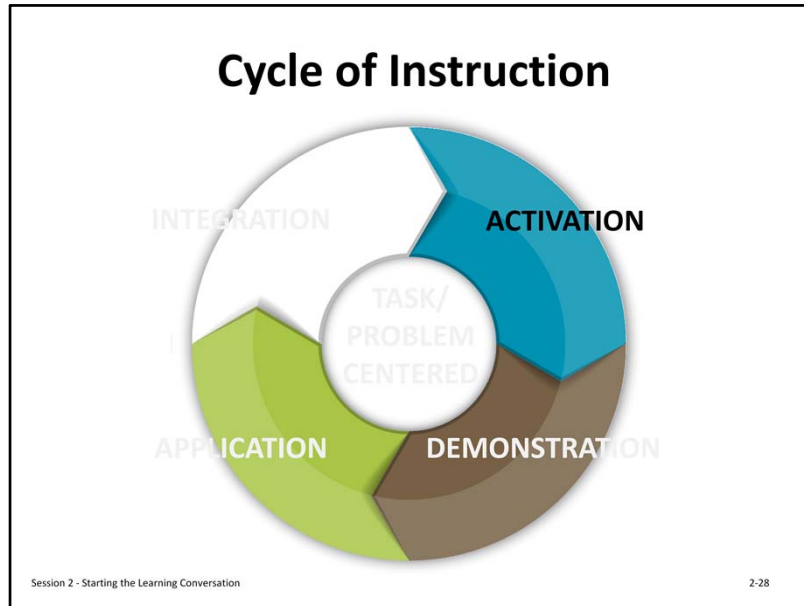 Cycle of Instruction
INTEGRATION
ACTIVATION
TASK/
PROBLEM
CENTERED
APPLICATION
DEMONSTRATION
Session 2 - Starting the Learning Conversation
2-28